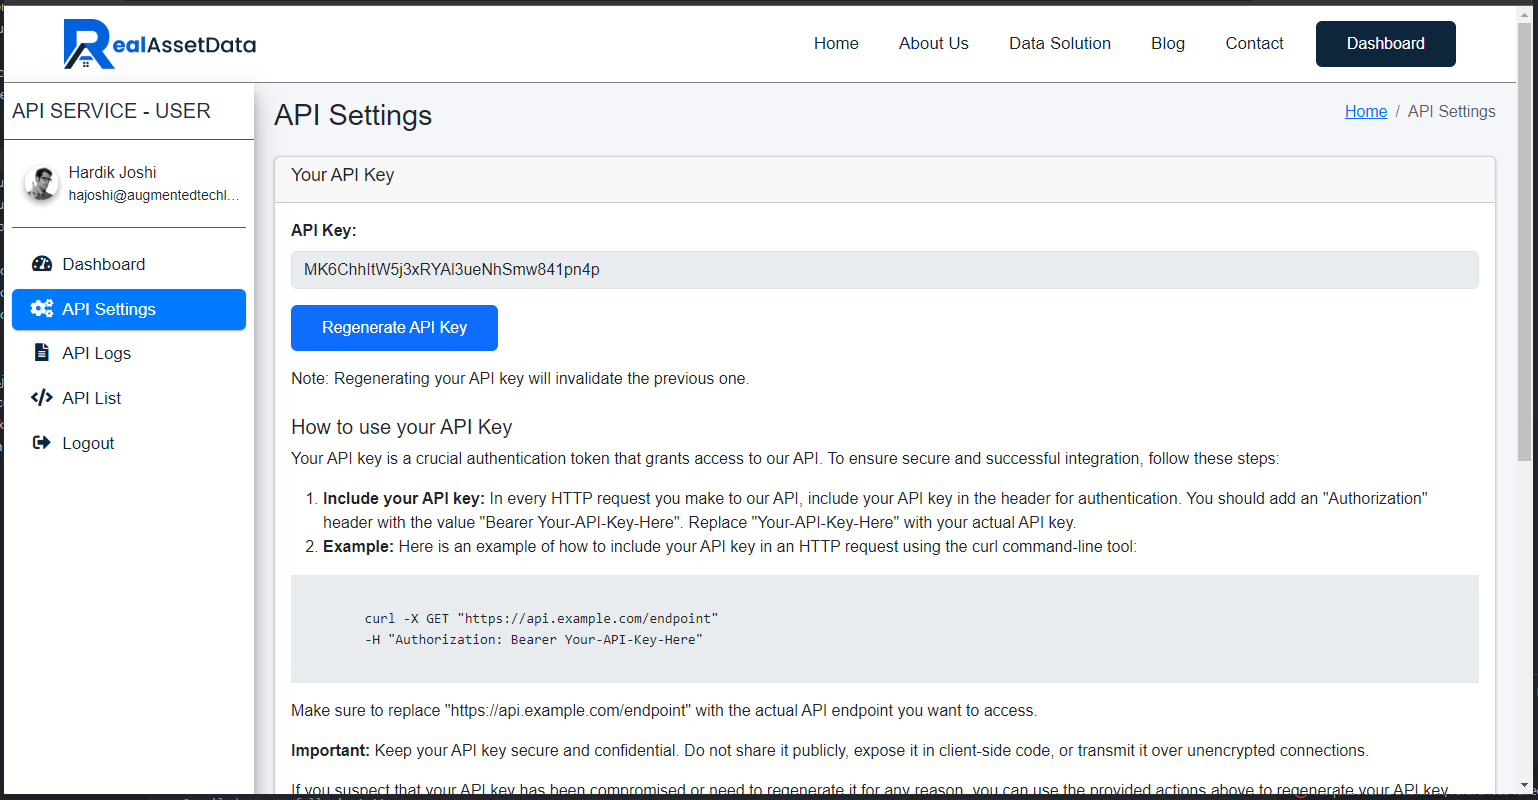 RealAssetData
Home
About Us
Data Solution
Blog
Contact
Dashboard
API SERVICE - USER
Hardik Joshi
hajoshi@augmentedtechl...
Dashboard
API Settings
API Logs
API List
Logout
API Settings
Home / API Settings
Your API Key
API Key:
MK6ChhItW5j3xRYAl3ueNhSmw841pn4p
Regenerate API Key
Note: Regenerating your API key will invalidate the previous one.
How to use your API Key
Your API key is a crucial authentication token that grants access to our API. To ensure secure and successful integration, follow these steps:
1. Include your API key: In every HTTP request you make to our API, include your API key in the header for authentication. You should add an "Authorization"
header with the value "Bearer Your-API-Key-Here". Replace "Your-API-Key-Here" with your actual API key.
2. Example: Here is an example of how to include your API key in an HTTP request using the curl command-line tool:
curl -X GET "https://api.example.com/endpoint"
-H "Authorization: Bearer Your-API-Key-Here"
Make sure to replace "https://api.example.com/endpoint" with the actual API endpoint you want to access.
Important: Keep your API key secure and confidential. Do not share it publicly, expose it in client-side code, or transmit it over unencrypted connections.
If you suspect that your API key has been compromised or need to regenerate it for any reason, you can use the provided actions above to regenerate your API key.